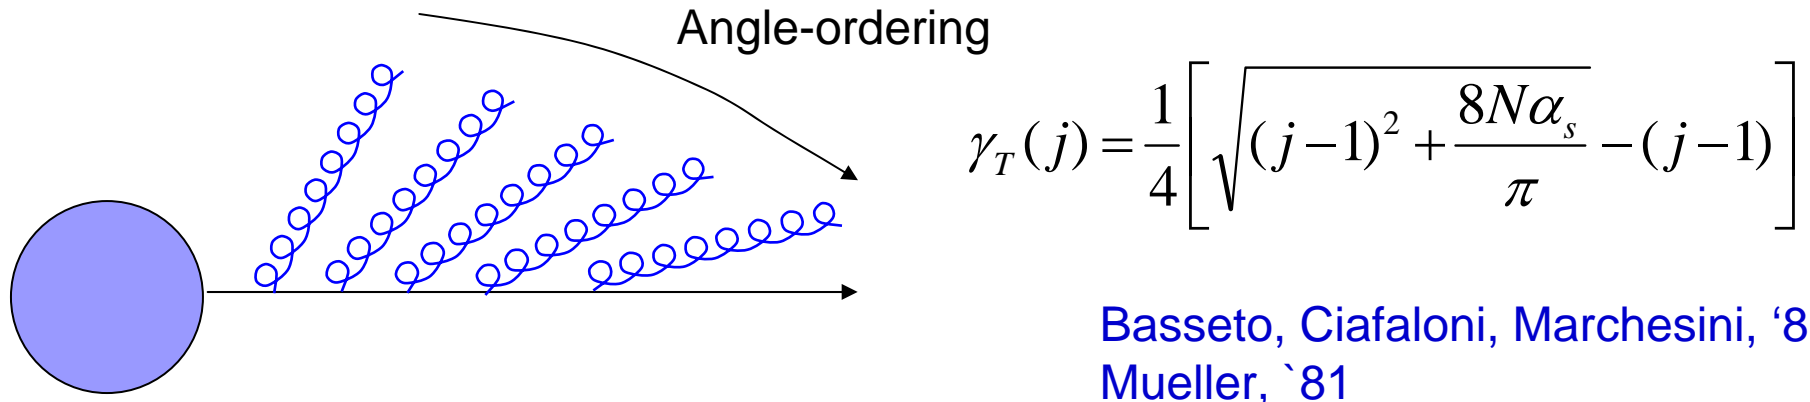 Angle-ordering
γ_T(j) = 1/4 [ √((j−1)² + 8Nα_s/π) − (j−1) ]
Basseto, Ciafaloni, Marchesini, ‘8
Mueller, `81